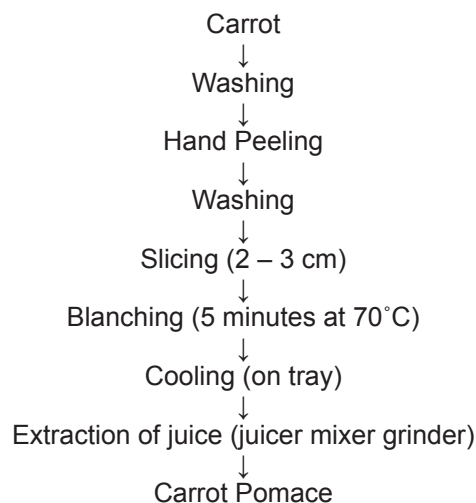 Carrot
↓
Washing
↓
Hand Peeling
↓
Washing
↓
Slicing (2 – 3 cm)
↓
Blanching (5 minutes at 70˚C)
↓
Cooling (on tray)
↓
Extraction of juice (juicer mixer grinder)
↓
Carrot Pomace